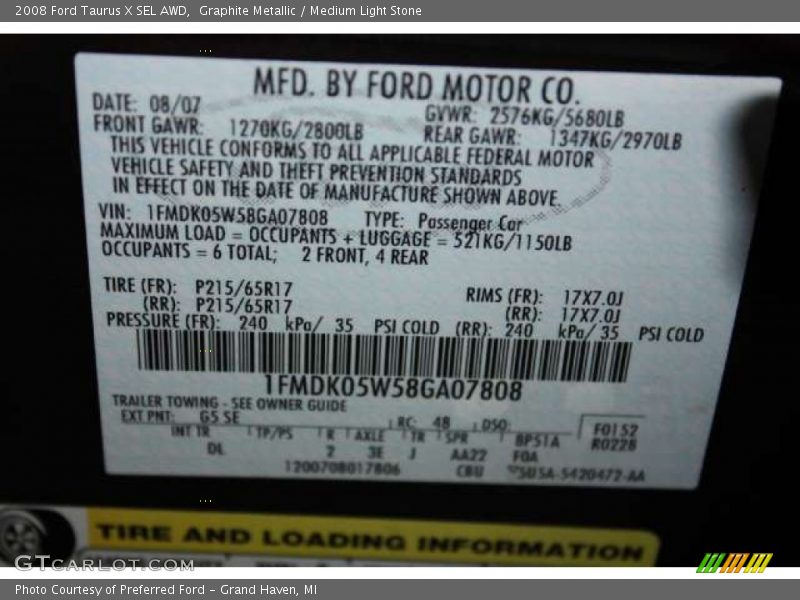 2008 Ford Taurus X SEL AWD, Graphite Metallic / Medium Light Stone
MFD. BY FORD MOTOR CO.
DATE: 08/07 GVWR: 2576KG/5680LB
FRONT GAWR: 1270KG/2800LB REAR GAWR: 1347KG/2970LB
THIS VEHICLE CONFORMS TO ALL APPLICABLE FEDERAL MOTOR
VEHICLE SAFETY AND THEFT PREVENTION STANDARDS
IN EFFECT ON THE DATE OF MANUFACTURE SHOWN ABOVE.
VIN: 1FMDK05W58GA07808 TYPE: Passenger Car
MAXIMUM LOAD = OCCUPANTS + LUGGAGE = 521KG/1150LB
OCCUPANTS = 6 TOTAL; 2 FRONT, 4 REAR
TIRE (FR): P215/65R17 RIMS (FR): 17X7.0J
(RR): P215/65R17 (RR): 17X7.0J
PRESSURE (FR): 240 kPa/ 35 PSI COLD (RR): 240 kPa/ 35 PSI COLD
1FMDK05W58GA07808
TRAILER TOWING - SEE OWNER GUIDE
EXT PNT: G5 SE RC: 48 DSO: F0152
INT TR TP/PS R AXLE TR SPR BPS1A R0228
DL 2 3E J AA22 FOA
1200708017806 CBU 5U5A-5420472-AA
TIRE AND LOADING INFORMATION
GTCARLOT.COM
Photo Courtesy of Preferred Ford - Grand Haven, MI